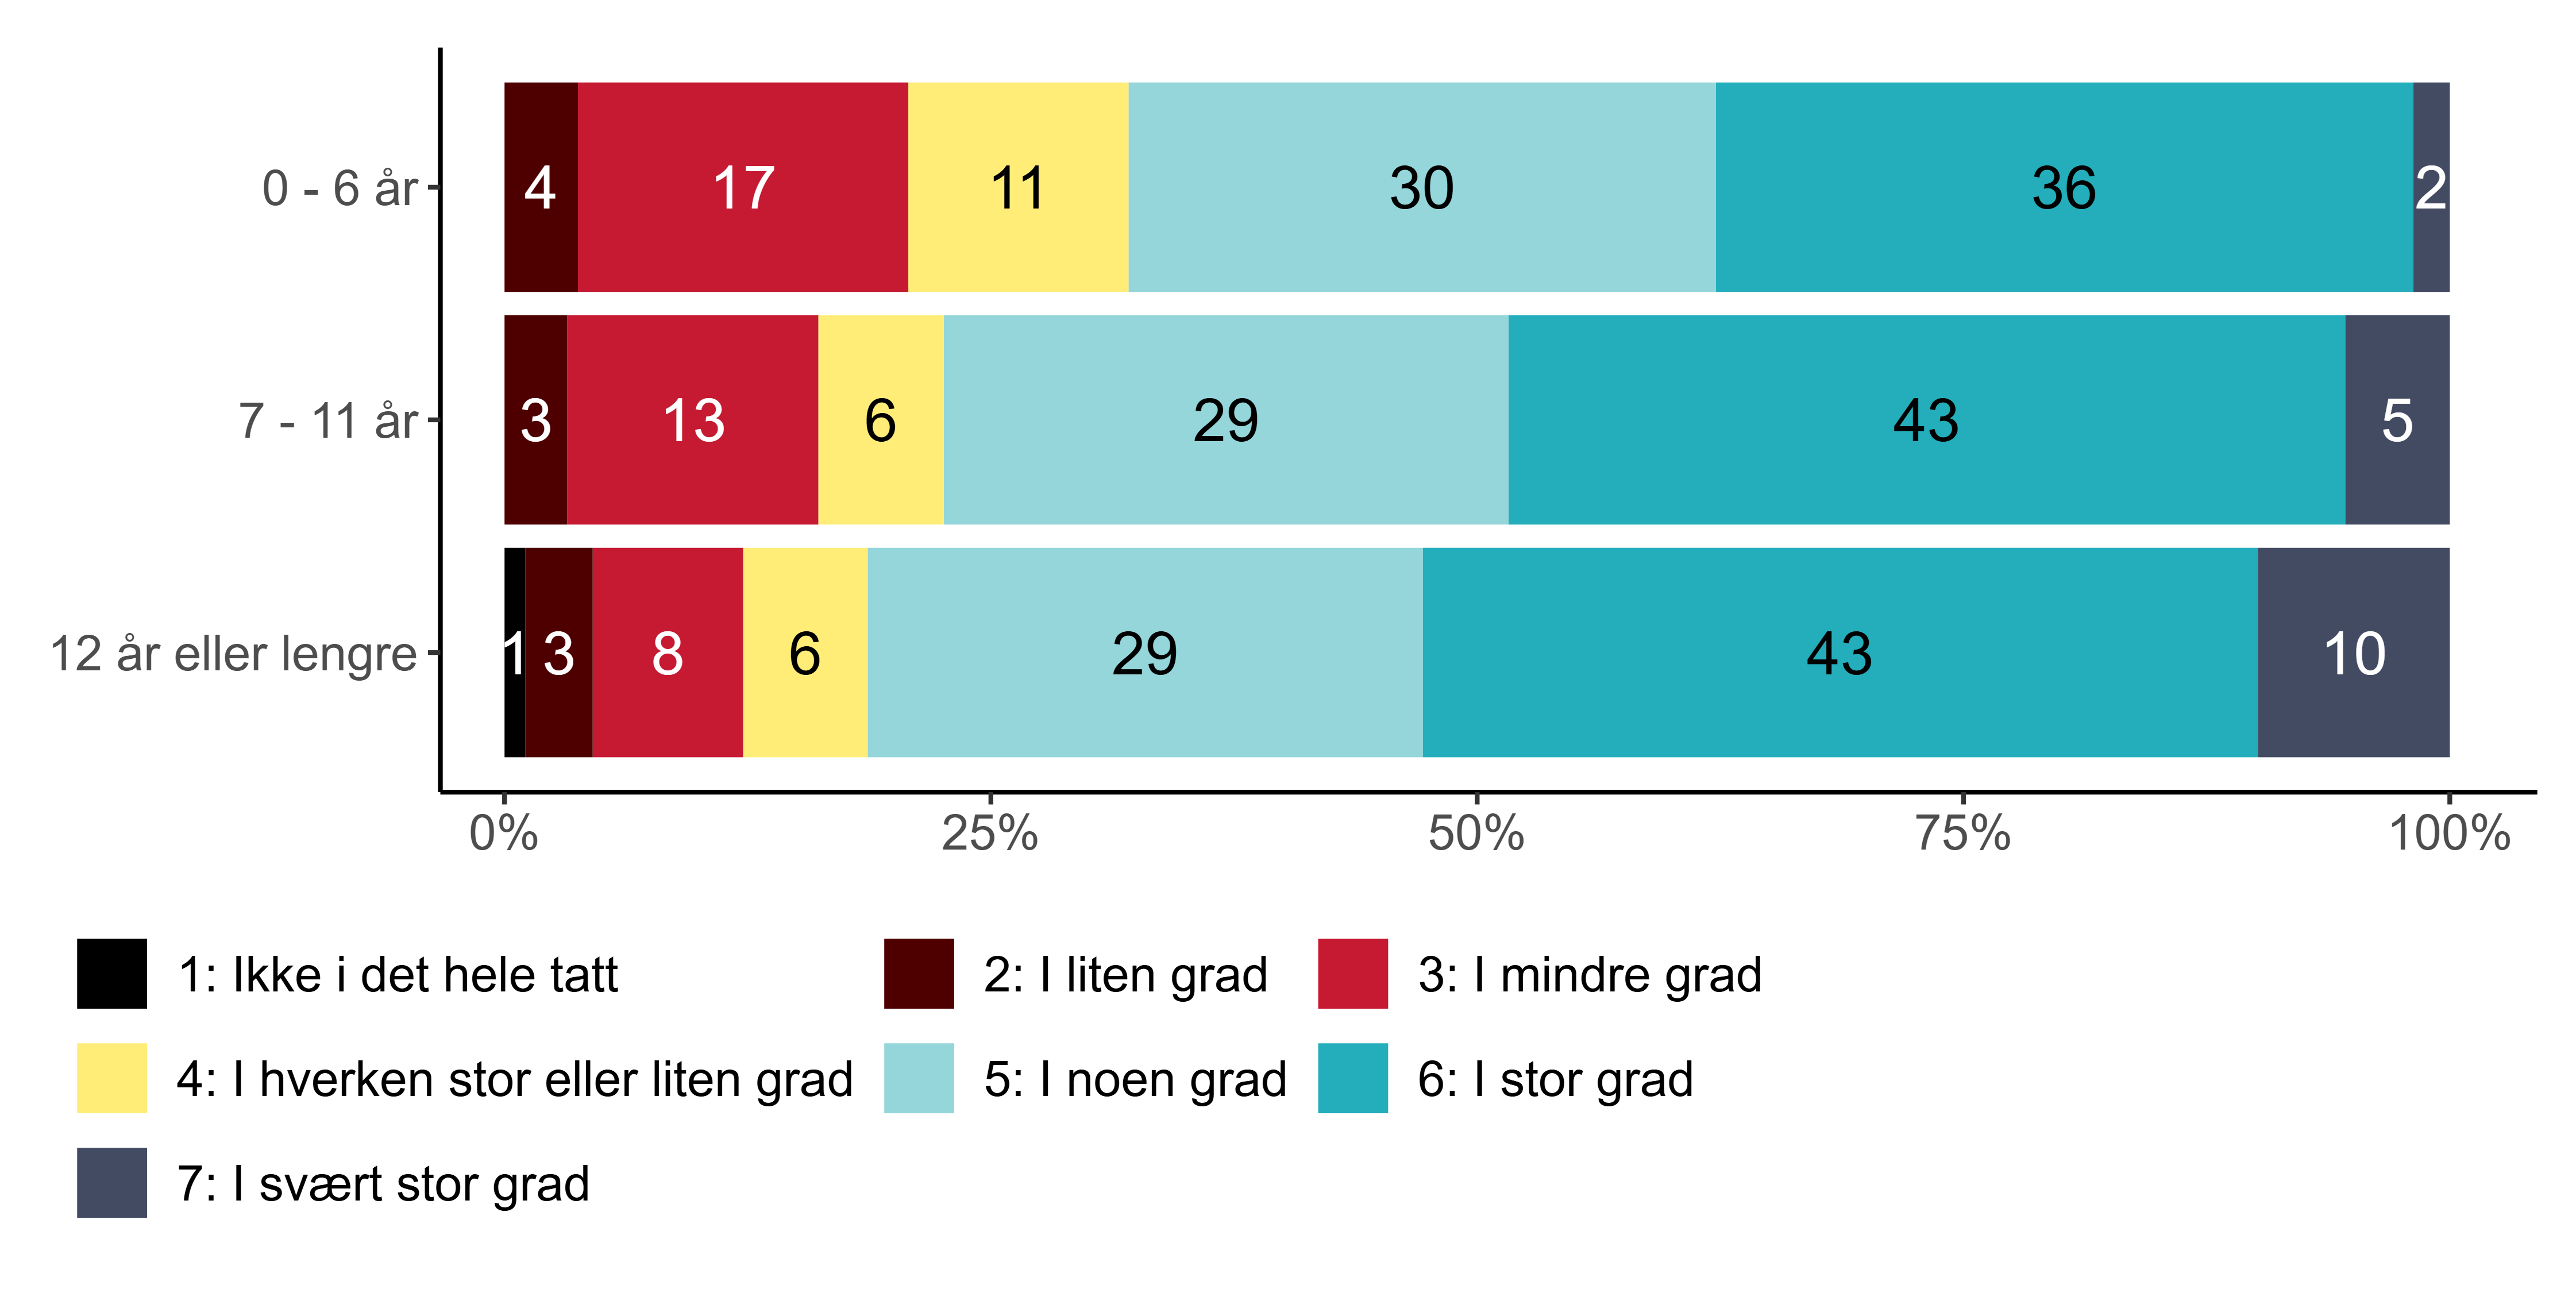 0 - 6 år 4 17 11 30 36 2
7 - 11 år 3 13 6 29 43 5
12 år eller lengre 1 3 8 6 29 43 10
0% 25% 50% 75% 100%
1: Ikke i det hele tatt 2: I liten grad 3: I mindre grad
4: I hverken stor eller liten grad 5: I noen grad 6: I stor grad
7: I svært stor grad